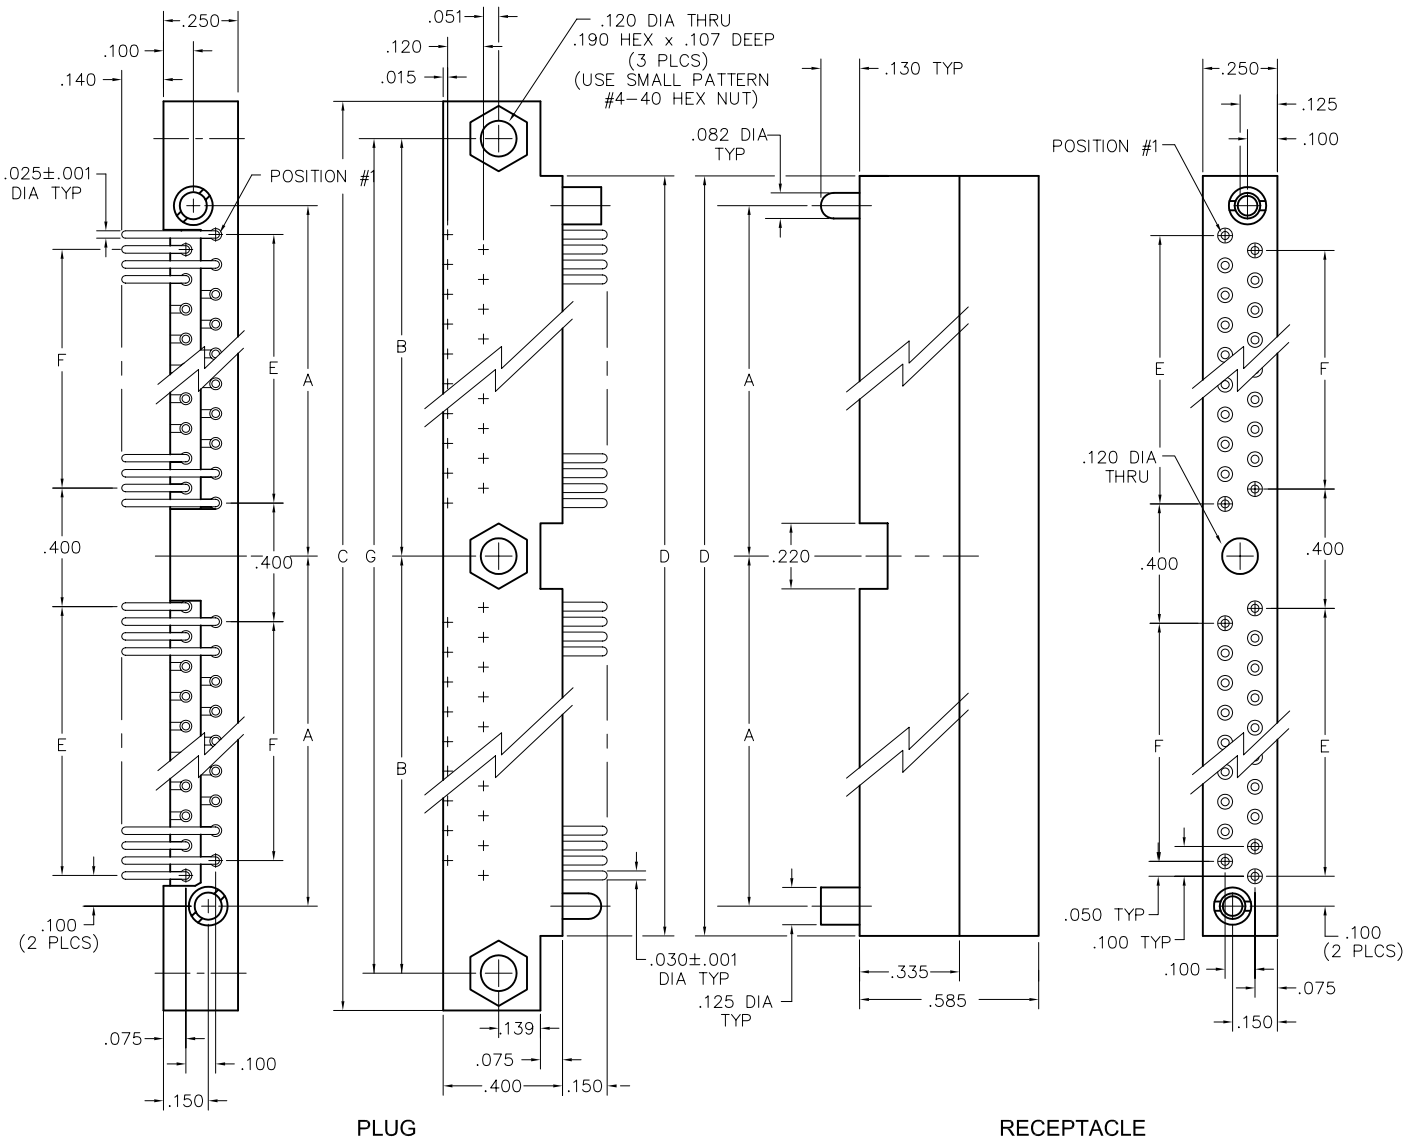 .250
.100
.140
.025±.001
DIA TYP
POSITION #1
F
E
A
.400
.400
E
F
A
.100
(2 PLCS)
.075
.100
.150
.051
.120
.015
.120 DIA THRU
.190 HEX x .107 DEEP
(3 PLCS)
(USE SMALL PATTERN
#4-40 HEX NUT)
B
C
G
D
B
.030±.001
DIA TYP
.139
.075
.400
.150
PLUG
.130 TYP
.082 DIA
TYP
A
D
.220
A
.125 DIA
TYP
.335
.585
.250
.125
.100
POSITION #1
E
F
.120 DIA
THRU
.400
.400
F
E
.050 TYP
.100 TYP
.100
(2 PLCS)
.100
.075
.150
RECEPTACLE